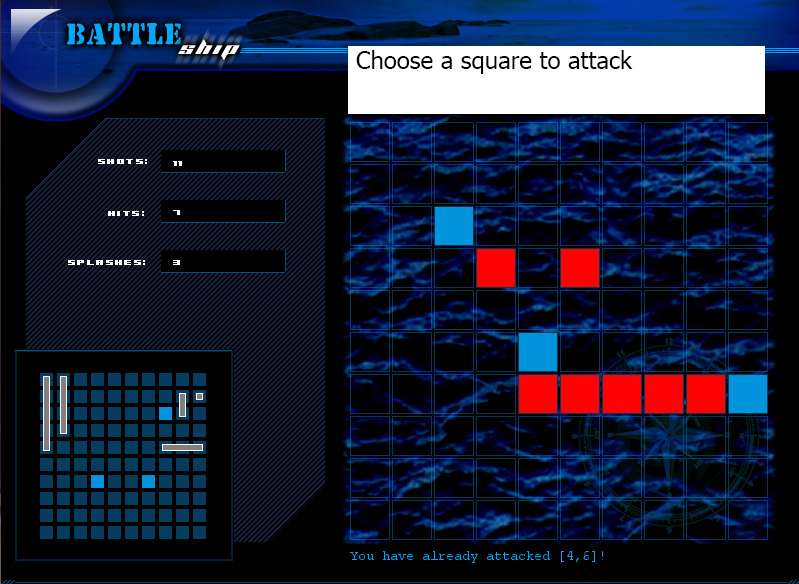 BATTLE
ship
Choose a square to attack
SHOTS: 11
HITS: 7
SPLASHES: 3
You have already attacked [4,6]!